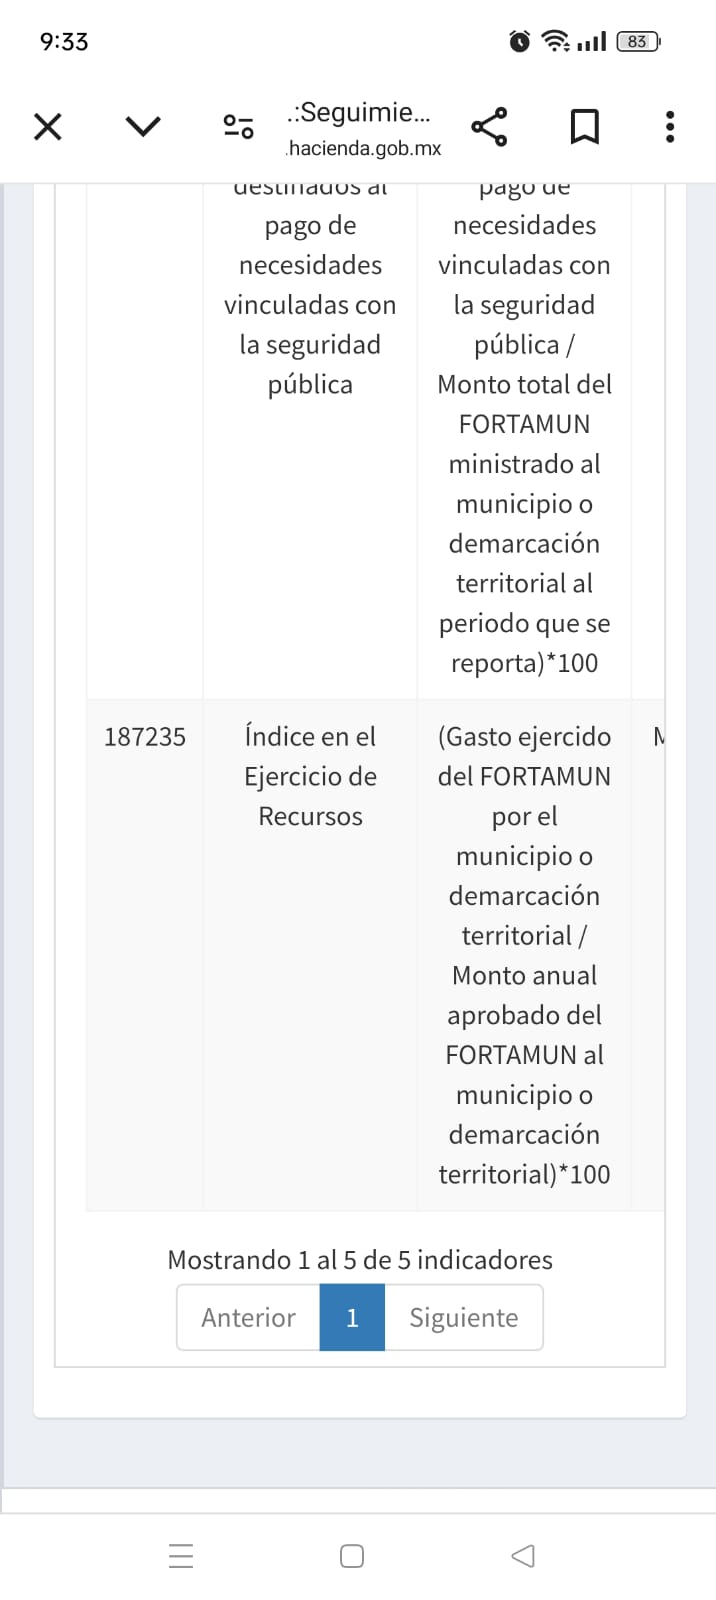 9:33
83
.:Seguimie...
.hacienda.gob.mx
destinados al
pago de
necesidades
vinculadas con
la seguridad
pública
pago de
necesidades
vinculadas con
la seguridad
pública /
Monto total del
FORTAMUN
ministrado al
municipio o
demarcación
territorial al
periodo que se
reporta)*100
187235
Índice en el
Ejercicio de
Recursos
(Gasto ejercido
del FORTAMUN
por el
municipio o
demarcación
territorial /
Monto anual
aprobado del
FORTAMUN al
municipio o
demarcación
territorial)*100
Mostrando 1 al 5 de 5 indicadores
Anterior 1 Siguiente